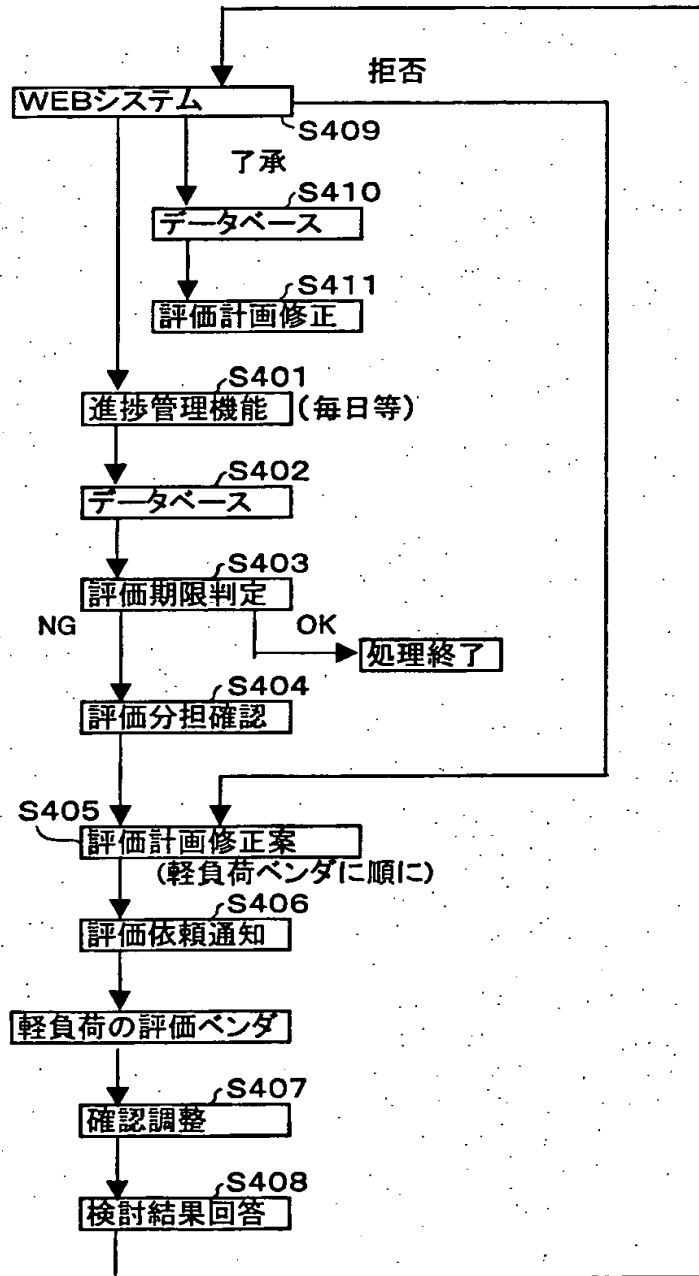 拒否
WEBシステム
S409
了承
S410
データベース
S411
評価計画修正
S401
進捗管理機能 (毎日等)
S402
データベース
S403
評価期限判定
NG
OK
処理終了
S404
評価分担確認
S405
評価計画修正案
(軽負荷ベンダに順に)
S406
評価依頼通知
軽負荷の評価ベンダ
S407
確認調整
S408
検討結果回答